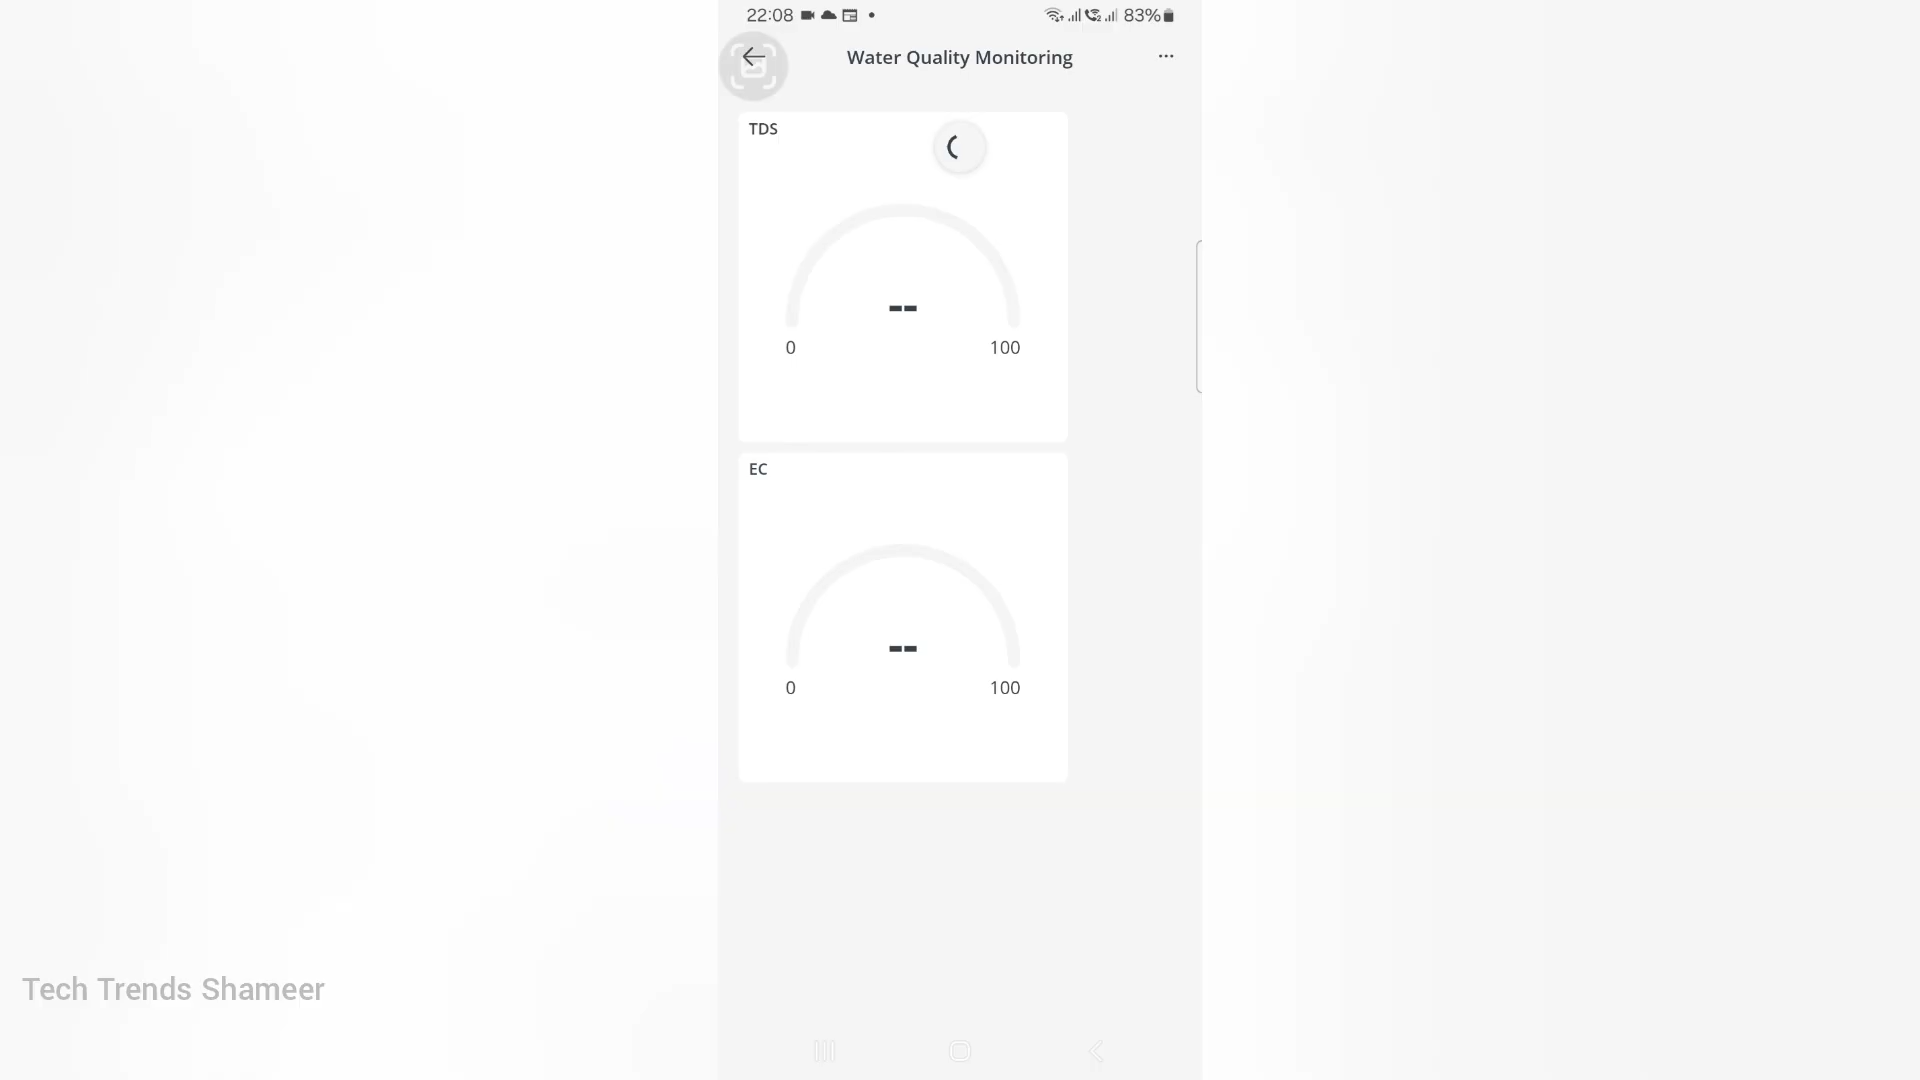 22:08 83%
Water Quality Monitoring
TDS
--
0 100
EC
--
0 100
Tech Trends Shameer